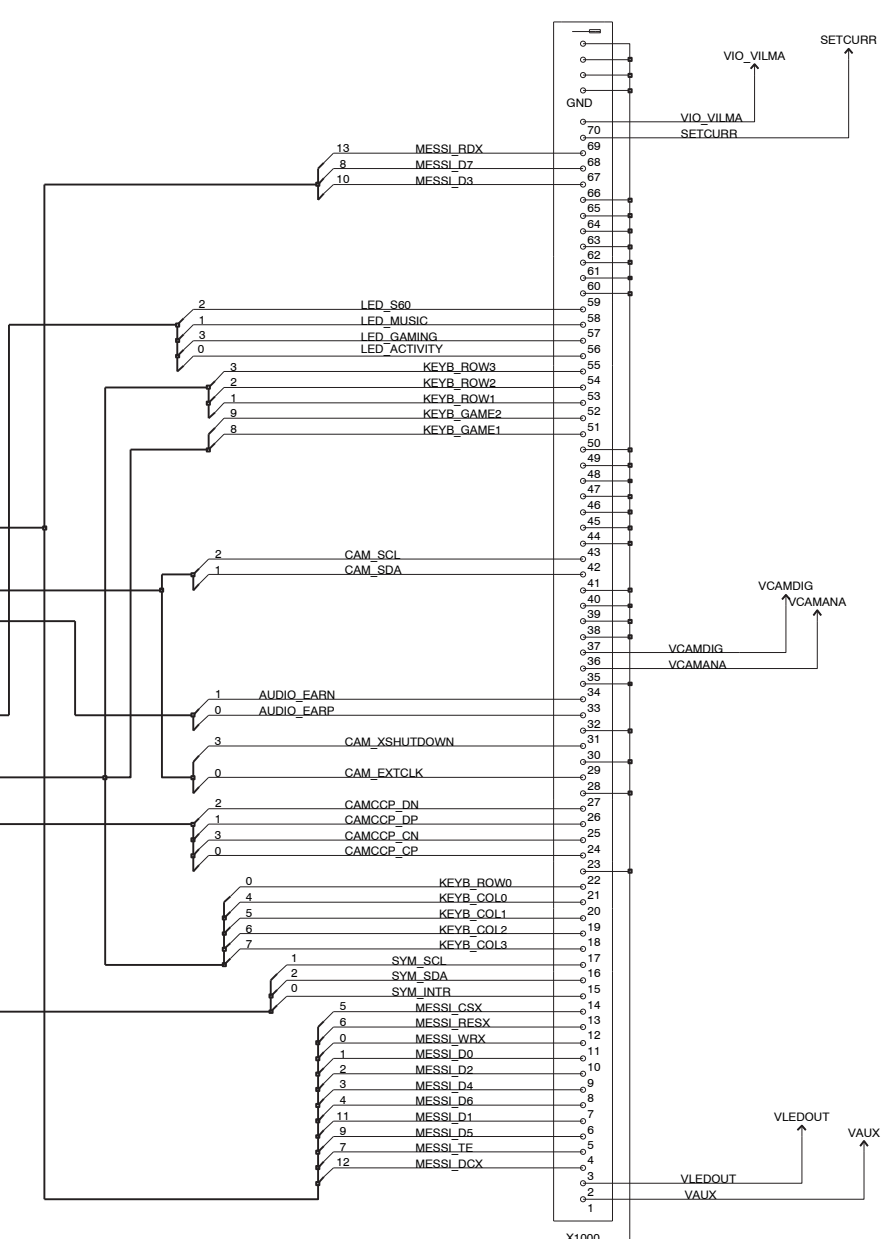 SETCURR
VIO_VILMA
GND
VIO_VILMA
70
SETCURR
13 MESSI_RDX 69
8 MESSI_D7 68
10 MESSI_D3 67
66
65
64
63
62
61
60
2 LED_S60 59
1 LED_MUSIC 58
3 LED_GAMING 57
0 LED_ACTIVITY 56
3 KEYB_ROW3 55
2 KEYB_ROW2 54
1 KEYB_ROW1 53
9 KEYB_GAME2 52
8 KEYB_GAME1 51
50
49
48
47
46
45
44
2 CAM_SCL 43
1 CAM_SDA 42
41
40
39
38
VCAMDIG
VCAMANA
37 VCAMDIG
36 VCAMANA
35
1 AUDIO_EARN 34
0 AUDIO_EARP 33
32
3 CAM_XSHUTDOWN 31
30
0 CAM_EXTCLK 29
28
2 CAMCCP_DN 27
1 CAMCCP_DP 26
3 CAMCCP_CN 25
0 CAMCCP_CP 24
23
0 KEYB_ROW0 22
4 KEYB_COL0 21
5 KEYB_COL1 20
6 KEYB_COL2 19
7 KEYB_COL3 18
1 SYM_SCL 17
2 SYM_SDA 16
0 SYM_INTR 15
5 MESSI_CSX 14
6 MESSI_RESX 13
0 MESSI_WRX 12
1 MESSI_D0 11
2 MESSI_D2 10
3 MESSI_D4 9
4 MESSI_D6 8
11 MESSI_D1 7
9 MESSI_D5 6
7 MESSI_TE 5
12 MESSI_DCX 4
VLEDOUT
VAUX
3 VLEDOUT
2 VAUX
1
X1000